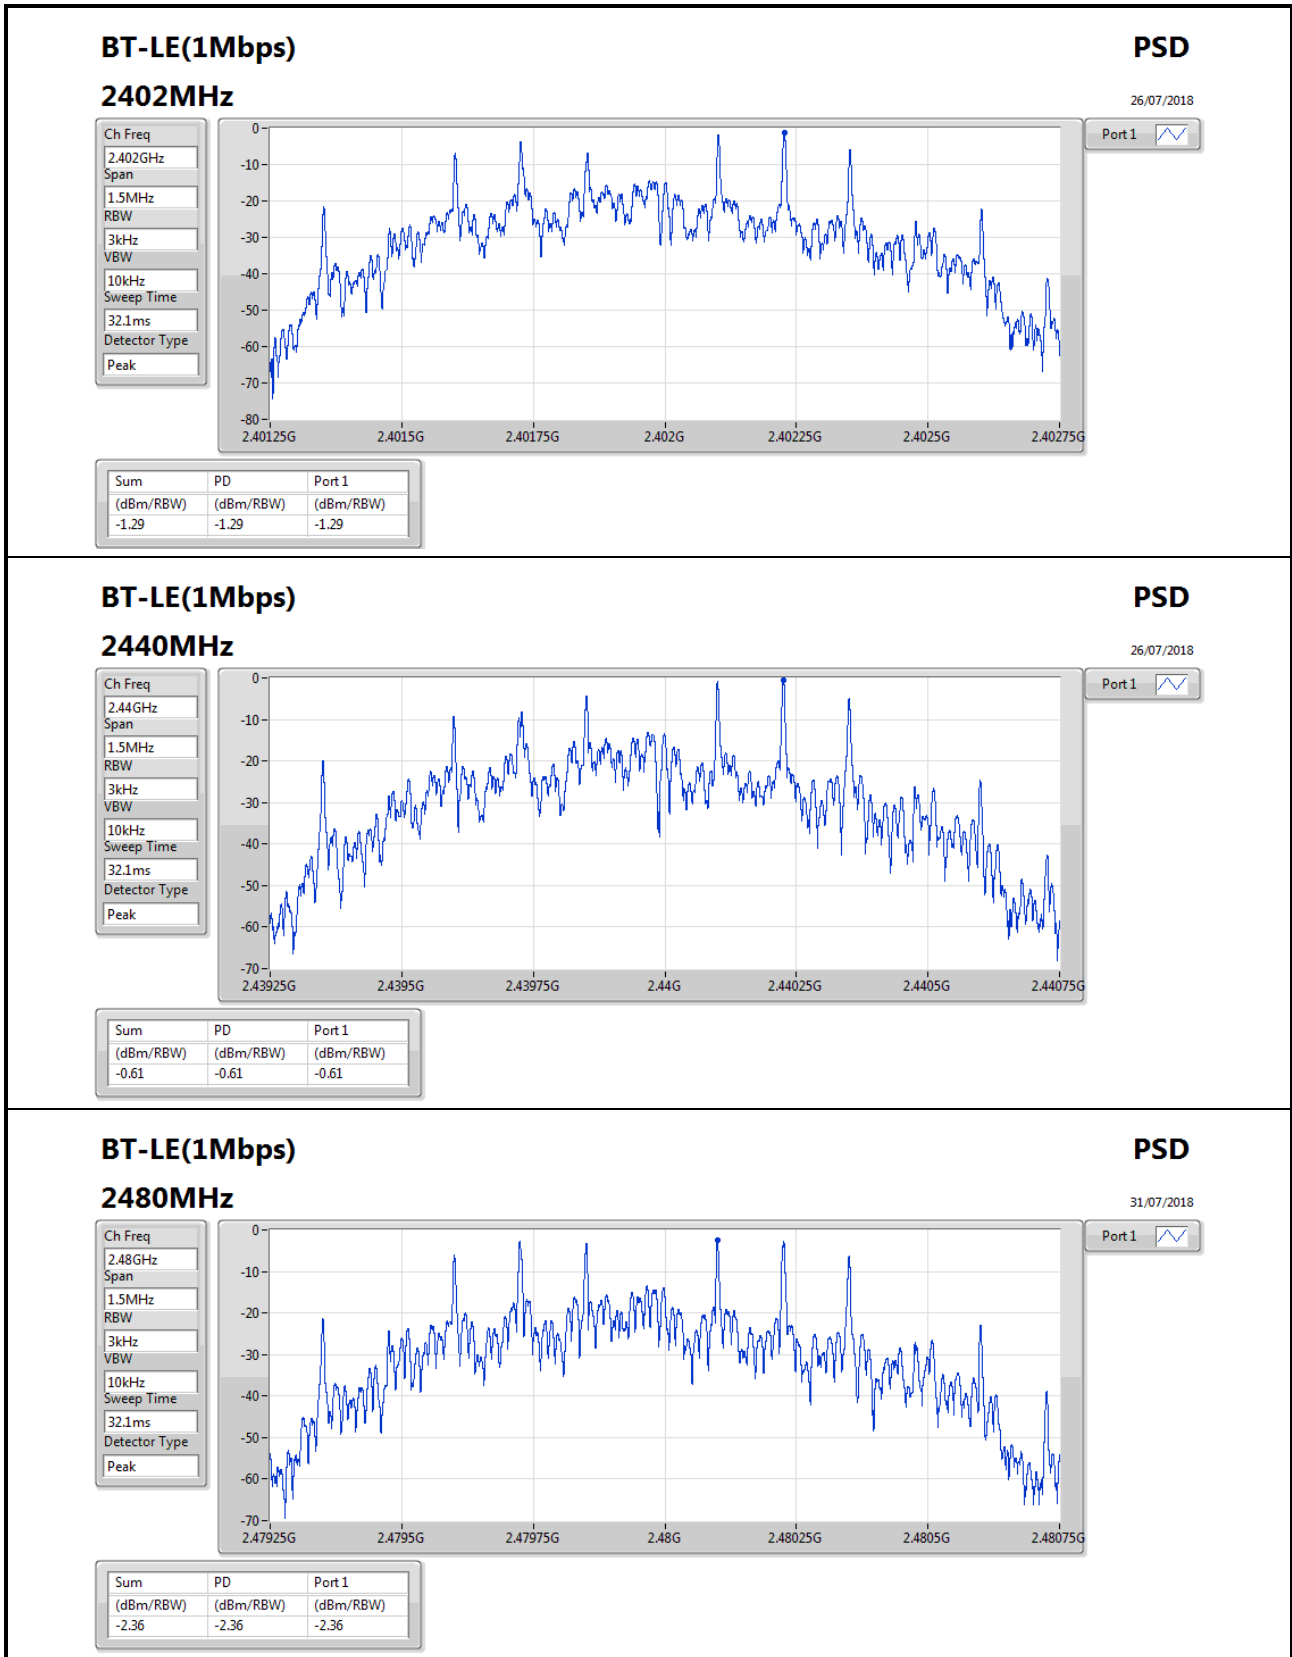 BT-LE(1Mbps) PSD
2402MHz 26/07/2018
Ch Freq
2.402GHz
Span
1.5MHz
RBW
3kHz
VBW
10kHz
Sweep Time
32.1ms
Detector Type
Peak
0
-10
-20
-30
-40
-50
-60
-70
-80
2.40125G 2.4015G 2.40175G 2.402G 2.40225G 2.4025G 2.40275G
Port 1
Sum PD Port 1
(dBm/RBW) (dBm/RBW) (dBm/RBW)
-1.29 -1.29 -1.29
BT-LE(1Mbps) PSD
2440MHz 26/07/2018
Ch Freq
2.44GHz
Span
1.5MHz
RBW
3kHz
VBW
10kHz
Sweep Time
32.1ms
Detector Type
Peak
0
-10
-20
-30
-40
-50
-60
-70
2.43925G 2.4395G 2.43975G 2.44G 2.44025G 2.4405G 2.44075G
Port 1
Sum PD Port 1
(dBm/RBW) (dBm/RBW) (dBm/RBW)
-0.61 -0.61 -0.61
BT-LE(1Mbps) PSD
2480MHz 31/07/2018
Ch Freq
2.48GHz
Span
1.5MHz
RBW
3kHz
VBW
10kHz
Sweep Time
32.1ms
Detector Type
Peak
0
-10
-20
-30
-40
-50
-60
-70
2.47925G 2.4795G 2.47975G 2.48G 2.48025G 2.4805G 2.48075G
Port 1
Sum PD Port 1
(dBm/RBW) (dBm/RBW) (dBm/RBW)
-2.36 -2.36 -2.36